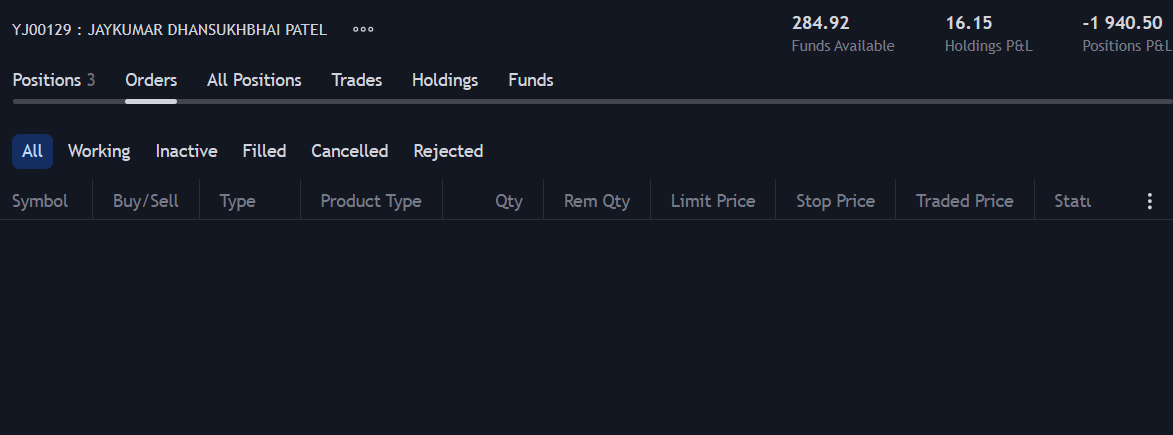 YJ00129 : JAYKUMAR DHANSUKHBHAI PATEL
284.92 16.15 -1 940.50
Funds Available Holdings P&L Positions P&L
Positions 3 Orders All Positions Trades Holdings Funds
All Working Inactive Filled Cancelled Rejected
Symbol Buy/Sell Type Product Type Qty Rem Qty Limit Price Stop Price Traded Price Statu